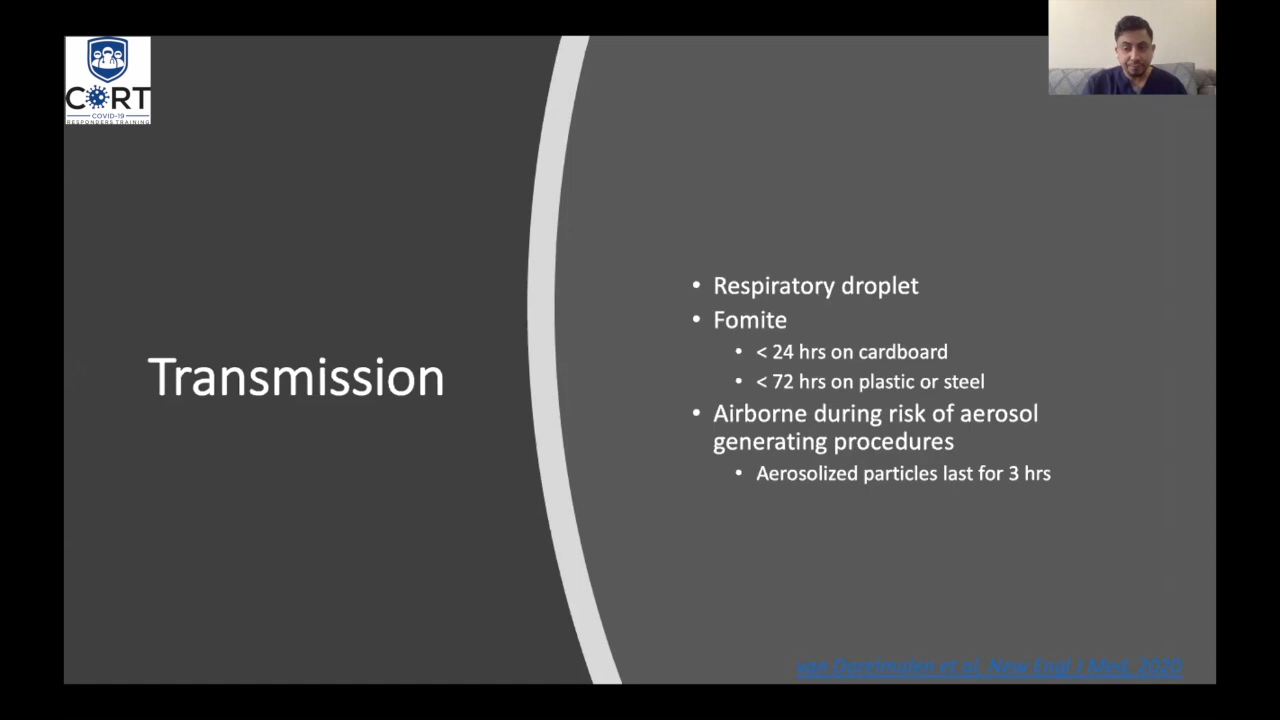 CORT
COVID-19
RESPONDERS TRAINING
Transmission
• Respiratory droplet
• Fomite
• < 24 hrs on cardboard
• < 72 hrs on plastic or steel
• Airborne during risk of aerosol
generating procedures
• Aerosolized particles last for 3 hrs
van Doremalen et al. New Engl J Med, 2020